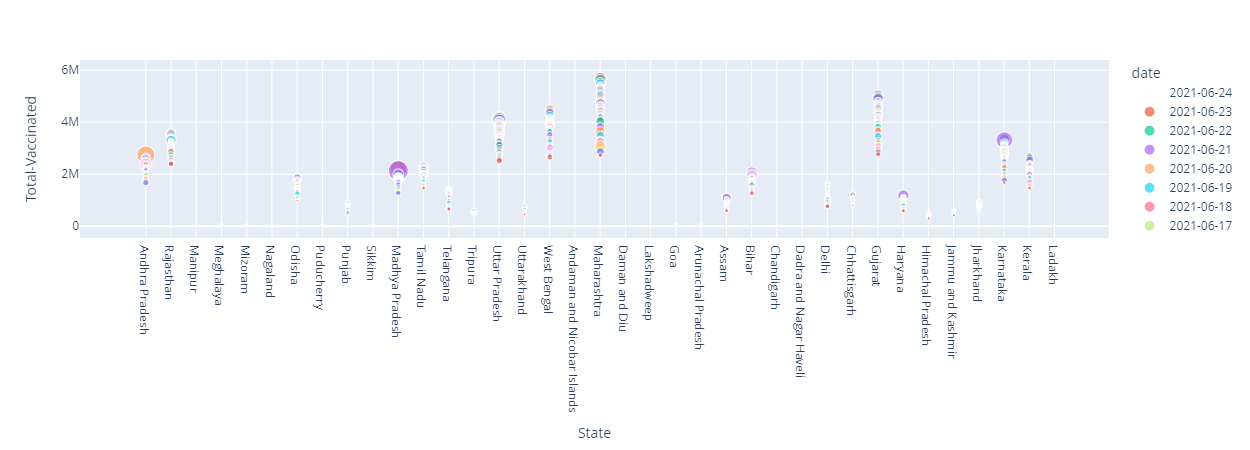 date
2021-06-24
2021-06-23
2021-06-22
2021-06-21
2021-06-20
2021-06-19
2021-06-18
2021-06-17
Total-Vaccinated
6M
4M
2M
0
Andhra Pradesh
Rajasthan
Manipur
Meghalaya
Mizoram
Nagaland
Odisha
Puducherry
Punjab
Sikkim
Madhya Pradesh
Tamil Nadu
Telangana
Tripura
Uttar Pradesh
Uttarakhand
West Bengal
Andaman and Nicobar Islands
Maharashtra
Daman and Diu
Lakshadweep
Goa
Arunachal Pradesh
Assam
Bihar
Chandigarh
Dadra and Nagar Haveli
Delhi
Chhattisgarh
Gujarat
Haryana
Himachal Pradesh
Jammu and Kashmir
Jharkhand
Karnataka
Kerala
Ladakh
State